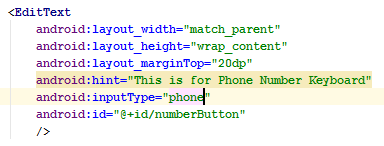 <EditText
android:layout_width="match_parent"
android:layout_height="wrap_content"
android:layout_marginTop="20dp"
android:hint="This is for Phone Number Keyboard"
android:inputType="phone"
android:id="@+id/numberButton"
/>